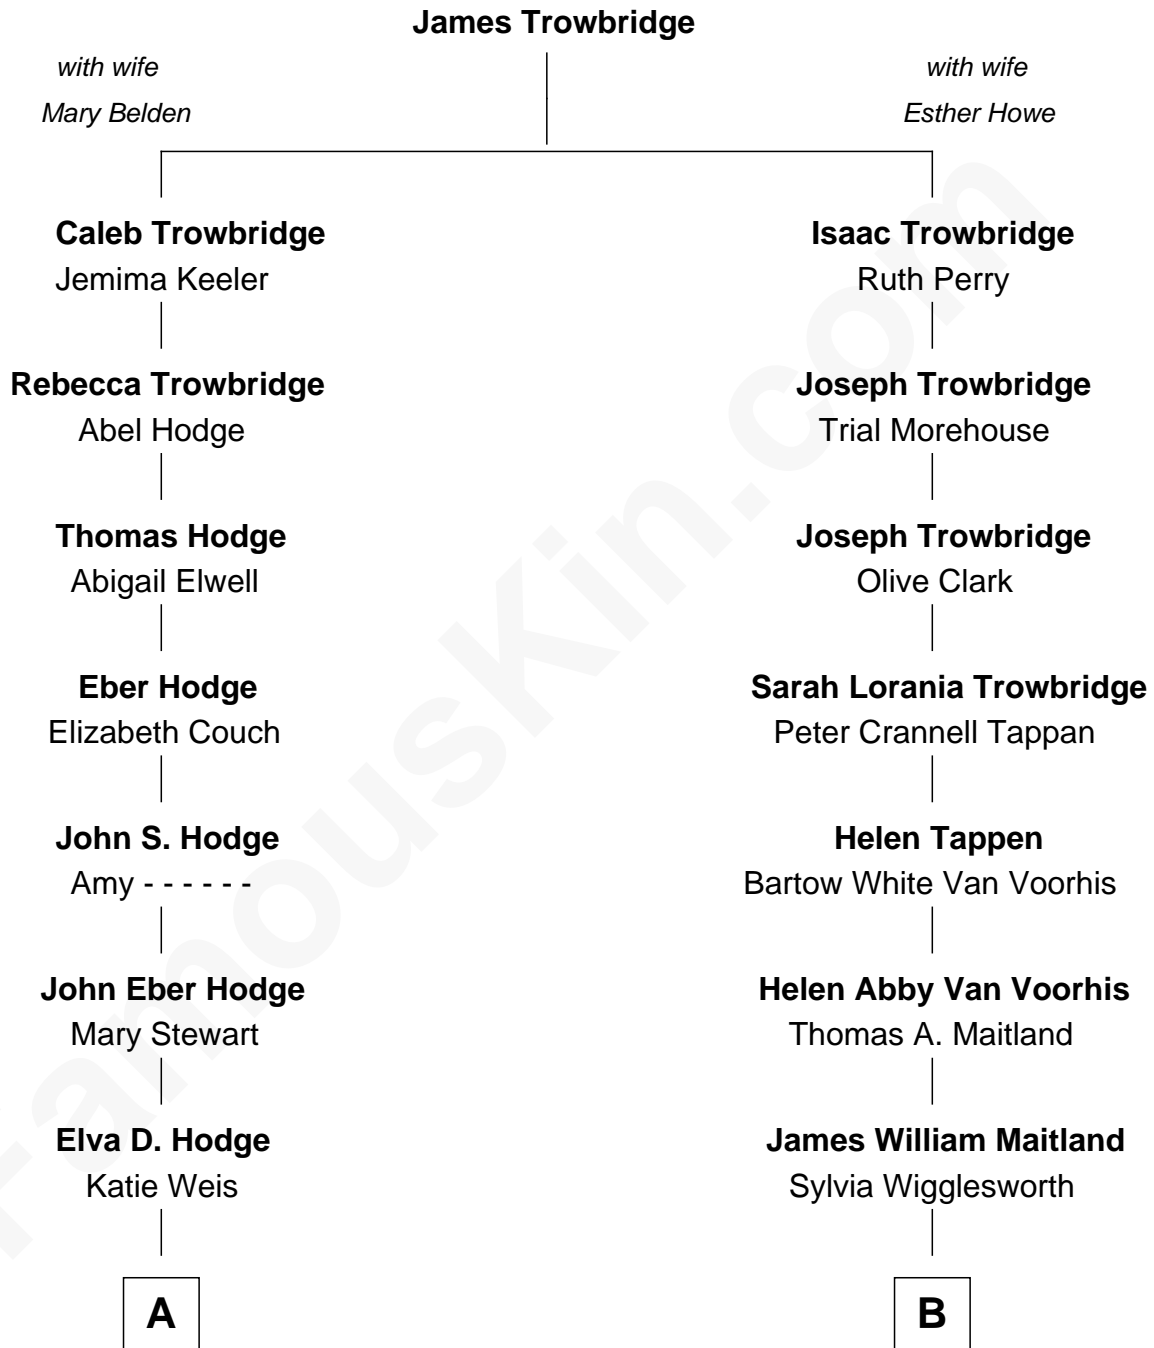 James Trowbridge
with wife
Mary Belden
with wife
Esther Howe
Caleb Trowbridge
Jemima Keeler
Isaac Trowbridge
Ruth Perry
Rebecca Trowbridge
Abel Hodge
Joseph Trowbridge
Trial Morehouse
Thomas Hodge
Abigail Elwell
Joseph Trowbridge
Olive Clark
Eber Hodge
Elizabeth Couch
Sarah Lorania Trowbridge
Peter Crannell Tappan
John S. Hodge
Amy - - - - - -
Helen Tappen
Bartow White Van Voorhis
John Eber Hodge
Mary Stewart
Helen Abby Van Voorhis
Thomas A. Maitland
Elva D. Hodge
Katie Weis
James William Maitland
Sylvia Wigglesworth
A
B
FamousKin.com